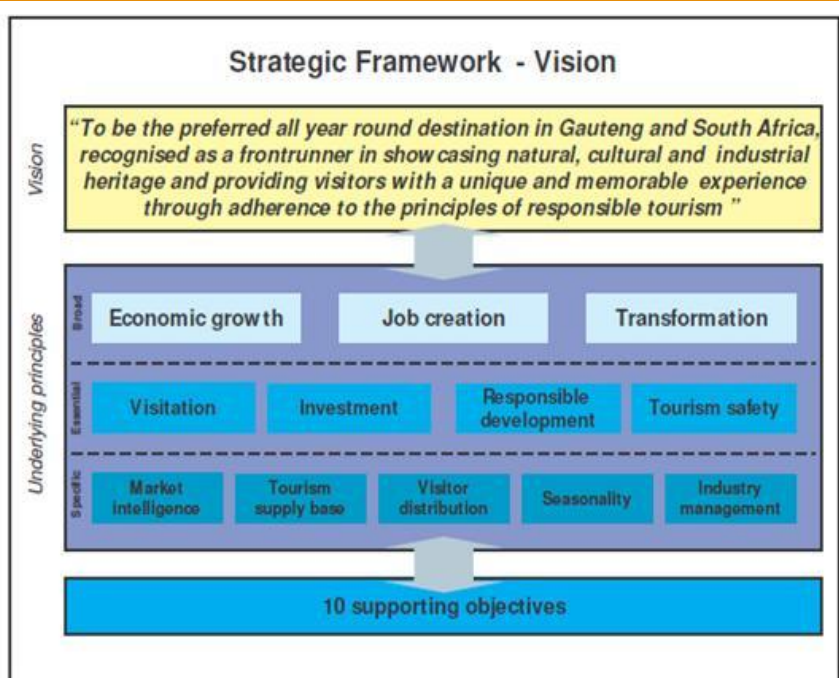 Strategic Framework - Vision
Vision
“To be the preferred all year round destination in Gauteng and South Africa,
recognised as a frontrunner in showcasing natural, cultural and industrial
heritage and providing visitors with a unique and memorable experience
through adherence to the principles of responsible tourism ”
Underlying principles
Broad
Economic growth
Job creation
Transformation
Essential
Visitation
Investment
Responsible
development
Tourism safety
Specific
Market
intelligence
Tourism
supply base
Visitor
distribution
Seasonality
Industry
management
10 supporting objectives